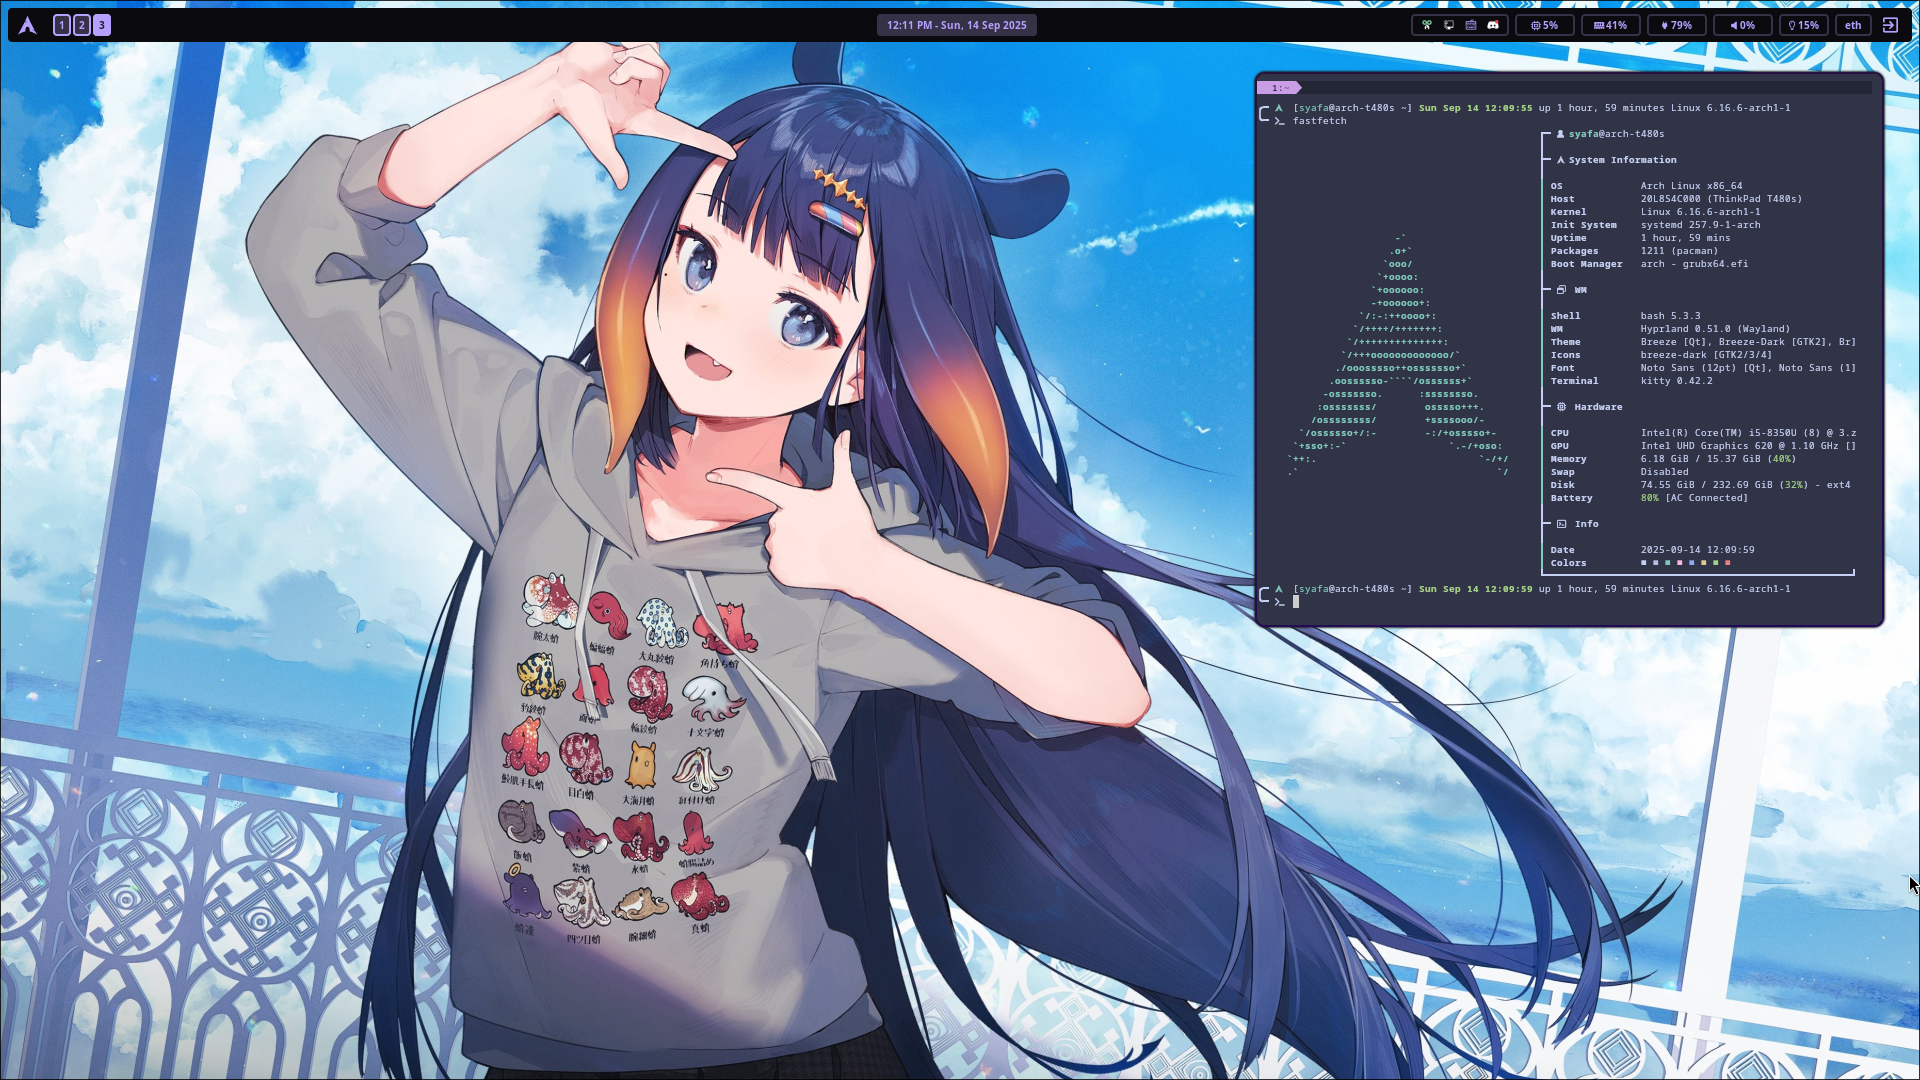 1 2 3
12:11 PM - Sun, 14 Sep 2025
5% 41% 79% 0% 15% eth
1:~
[syafa@arch-t480s ~] Sun Sep 14 12:09:55 up 1 hour, 59 minutes Linux 6.16.6-arch1-1
fastfetch
syafa@arch-t480s
System Information
OS Arch Linux x86_64
Host 20L8S4C000 (ThinkPad T480s)
Kernel Linux 6.16.6-arch1-1
Init System systemd 257.9-1-arch
Uptime 1 hour, 59 mins
Packages 1211 (pacman)
Boot Manager arch - grubx64.efi
WM
Shell bash 5.3.3
WM Hyprland 0.51.0 (Wayland)
Theme Breeze [Qt], Breeze-Dark [GTK2], Br]
Icons breeze-dark [GTK2/3/4]
Font Noto Sans (12pt) [Qt], Noto Sans (1]
Terminal kitty 0.42.2
Hardware
CPU Intel(R) Core(TM) i5-8350U (8) @ 3.z
GPU Intel UHD Graphics 620 @ 1.10 GHz []
Memory 6.18 GiB / 15.37 GiB (40%)
Swap Disabled
Disk 74.55 GiB / 232.69 GiB (32%) - ext4
Battery 80% [AC Connected]
Info
Date 2025-09-14 12:09:59
Colors
[syafa@arch-t480s ~] Sun Sep 14 12:09:59 up 1 hour, 59 minutes Linux 6.16.6-arch1-1
腕太蛸
蝙蝠蛸
大丸紋蛸
角持ち蛸
豹紋蛸
輪紋蛸
十文字蛸
鮫肌手長蛸
目白蛸
大海月蛸
飯蛸
紫蛸
水蛸
四ツ目蛸
腕細蛸
真蛸